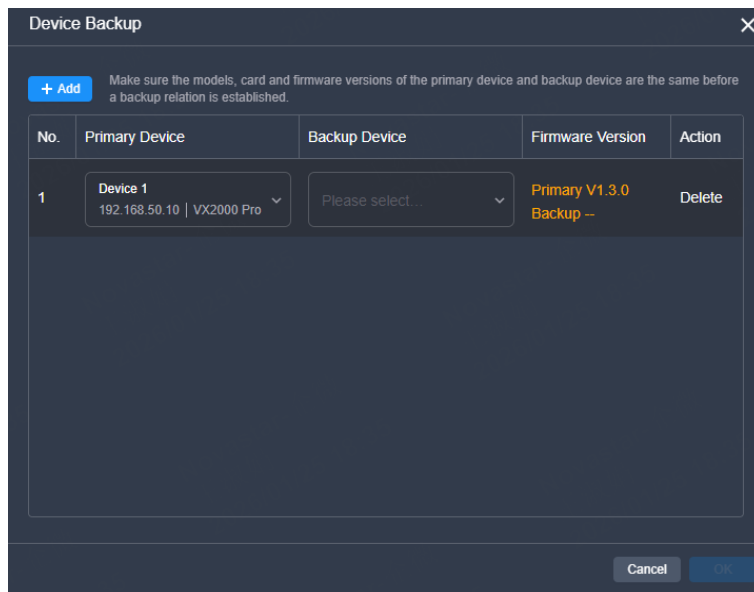 Device Backup
+ Add
Make sure the models, card and firmware versions of the primary device and backup device are the same before
a backup relation is established.
No. Primary Device Backup Device Firmware Version Action
1 Device 1 192.168.50.10 | VX2000 Pro Please select... Primary V1.3.0 Backup -- Delete
Cancel OK